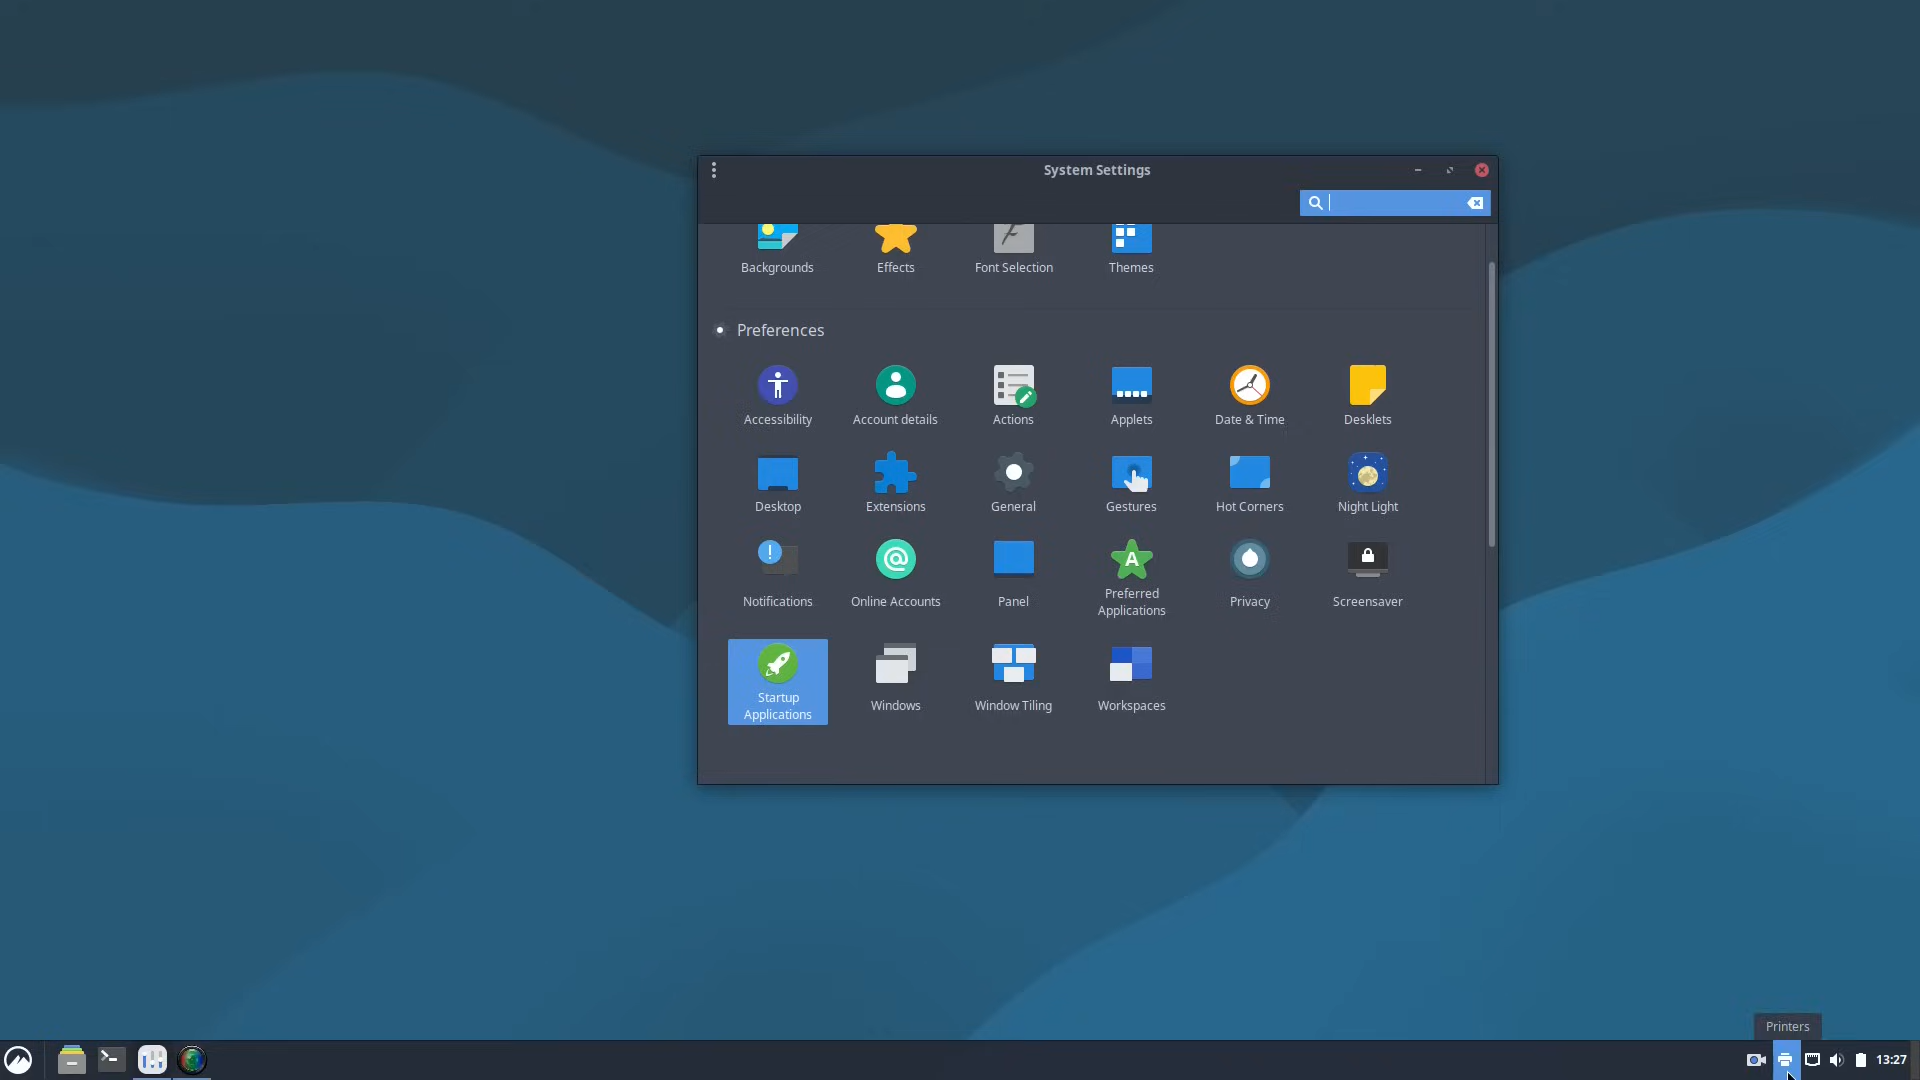 System Settings
Backgrounds
Effects
Font Selection
Themes
Preferences
Accessibility
Account details
Actions
Applets
Date & Time
Desklets
Desktop
Extensions
General
Gestures
Hot Corners
Night Light
Notifications
Online Accounts
Panel
Preferred
Applications
Privacy
Screensaver
Startup
Applications
Windows
Window Tiling
Workspaces
Printers
13:27